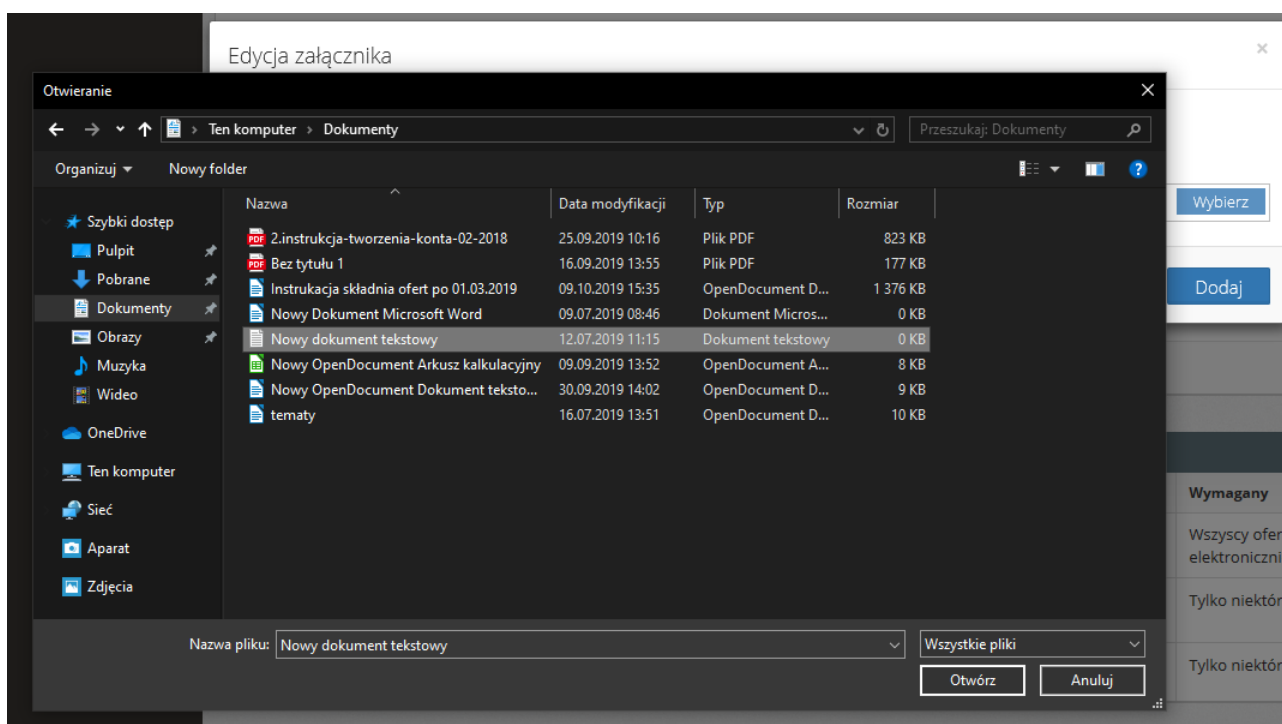 Edycja załącznika
×
Otwieranie
Ten komputer > Dokumenty
Przeszukaj: Dokumenty
Organizuj Nowy folder
Wybierz
Dodaj
Nazwa Data modyfikacji Typ Rozmiar
2.instrukcja-tworzenia-konta-02-2018 25.09.2019 10:16 Plik PDF 823 KB
Bez tytułu 1 16.09.2019 13:55 Plik PDF 177 KB
Instrukacja składnia ofert po 01.03.2019 09.10.2019 15:35 OpenDocument D... 1 376 KB
Nowy Dokument Microsoft Word 09.07.2019 08:46 Dokument Micros... 0 KB
Nowy dokument tekstowy 12.07.2019 11:15 Dokument tekstowy 0 KB
Nowy OpenDocument Arkusz kalkulacyjny 09.09.2019 13:52 OpenDocument A... 8 KB
Nowy OpenDocument Dokument teksto... 30.09.2019 14:02 OpenDocument D... 9 KB
tematy 16.07.2019 13:51 OpenDocument D... 10 KB
Szybki dostęp
Pulpit
Pobrane
Dokumenty
Obrazy
Muzyka
Wideo
OneDrive
Ten komputer
Sieć
Aparat
Zdjęcia
Wymagany
Wszyscy ofer
elektroniczni
Tylko niektór
Tylko niektór
Nazwa pliku: Nowy dokument tekstowy Wszystkie pliki
Otwórz Anuluj